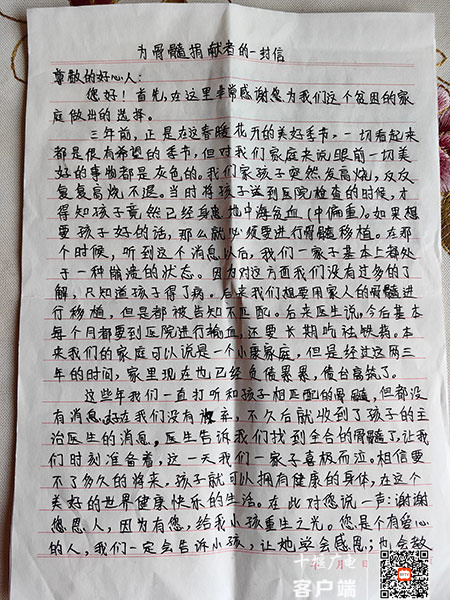 为骨髓捐献者的一封信
尊敬的好心人:
您好!首先,在这里非常感谢您为我们这个贫困的家
庭做出的选择。
三年前,正是在这春暖花开的美好季节,一切看起来
都是很有希望的季节,但对我们家庭来说眼前一切美
好的事物都是灰色的。我们家孩子突然发高烧,反反
复复高烧不退。当时将孩子送到医院检查的时候,才
得知孩子竟然已经身患地中海贫血(中偏重)。如果想
要孩子好的话,那么就必须要进行骨髓移植。在那
个时候,听到这个消息以后,我们一家子基本上都处
于一种崩溃的状态。因为对这方面我们没有过多的了
解,只知道孩子得了病。后来我们想要用家人的骨髓进
行移植,但是都被告知不匹配。后来医生说,今后基本
每个月都要到医院进行输血,还要长期吃祛铁药。本
来我们的家庭可以说是一个小康家庭,但是经过这两三
年的时间,家里现在也已经负债累累,债台高筑了。
这些年我们一直打听和孩子相匹配的骨髓,但都没
有消息,好在我们没有放弃,不久后就收到了孩子的主
治医生的消息,医生告诉我们找到全合的骨髓了,让我
们时刻准备着,这一天我们一家子喜极而泣。相信要
不了多久的将来,孩子就可以拥有健康的身体,在这个
美好的世界健康快乐的生活。在此对您说一声:谢谢
您恩人,因为有您,给我小孩重生之光。您是个有爱心
的人,我们一定会告诉小孩,让她学会感恩;也会教
十堰广电
客户端